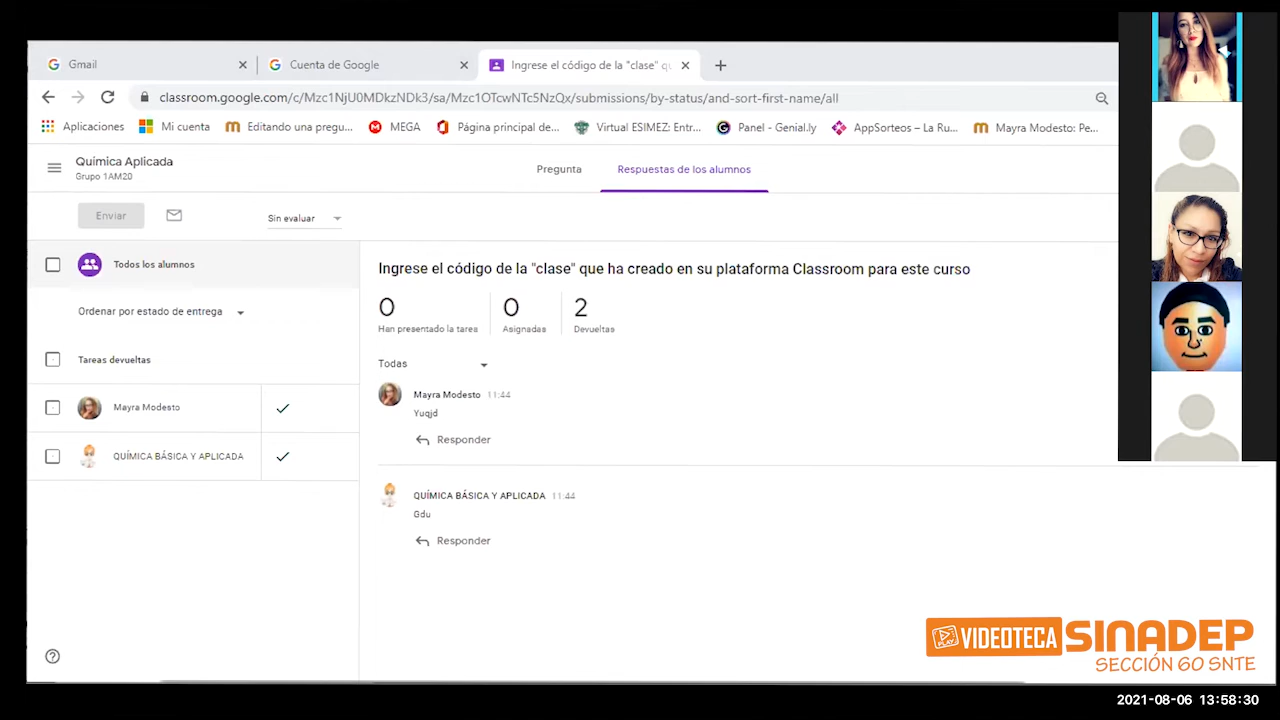 Gmail
Cuenta de Google
Ingrese el código de la "clase" qu
classroom.google.com/c/Mzc1NjU0MDkzNDk3/sa/Mzc1OTcwNTc5NzQx/submissions/by-status/and-sort-first-name/all
Aplicaciones
Mi cuenta
Editando una pregu...
MEGA
Página principal de...
Virtual ESIMEZ: Entr...
Panel - Genial.ly
AppSorteos – La Ru...
Mayra Modesto: Pe...
Química Aplicada
Grupo 1AM20
Pregunta
Respuestas de los alumnos
Enviar
Sin evaluar
Todos los alumnos
Ordenar por estado de entrega
Tareas devueltas
Mayra Modesto
QUÍMICA BÁSICA Y APLICADA
Ingrese el código de la "clase" que ha creado en su plataforma Classroom para este curso
0
0
2
Han presentado la tarea
Asignadas
Devueltas
Todas
Mayra Modesto 11:44
Yuqjd
Responder
QUÍMICA BÁSICA Y APLICADA 11:44
Gdu
Responder
PLAY
VIDEOTECA SINADEP
SECCIÓN 60 SNTE
2021-08-06 13:58:30